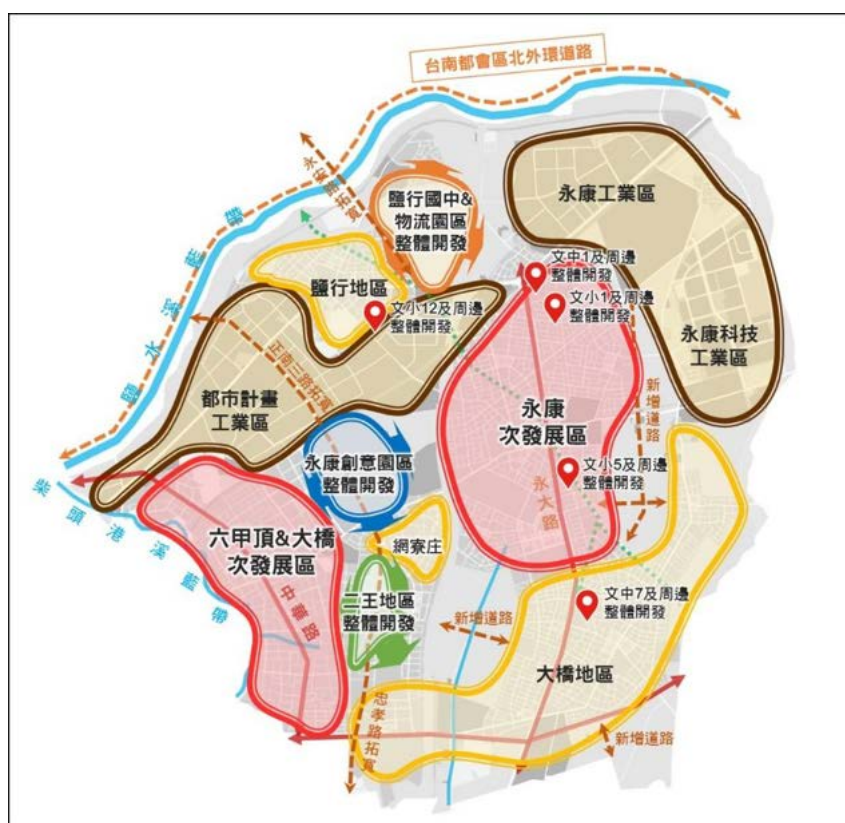 台南都會區北外環道路
永安路拓寬
鹽行國中&
物流園區
整體開發
永康工業區
鹽水溪藍帶
鹽行地區
文小12及周邊
整體開發
文中1及周邊
整體開發
文小1及周邊
整體開發
永康科技
工業區
正南三路拓寬
都市計畫
工業區
永康
次發展區
新增道路
永康創意園區
整體開發
文小5及周邊
整體開發
永大路
柴頭港溪藍帶
六甲頂&大橋
次發展區
中華路
網寮庄
二王地區
整體開發
文中7及周邊
整體開發
新增道路
大橋地區
忠孝路拓寬
新增道路